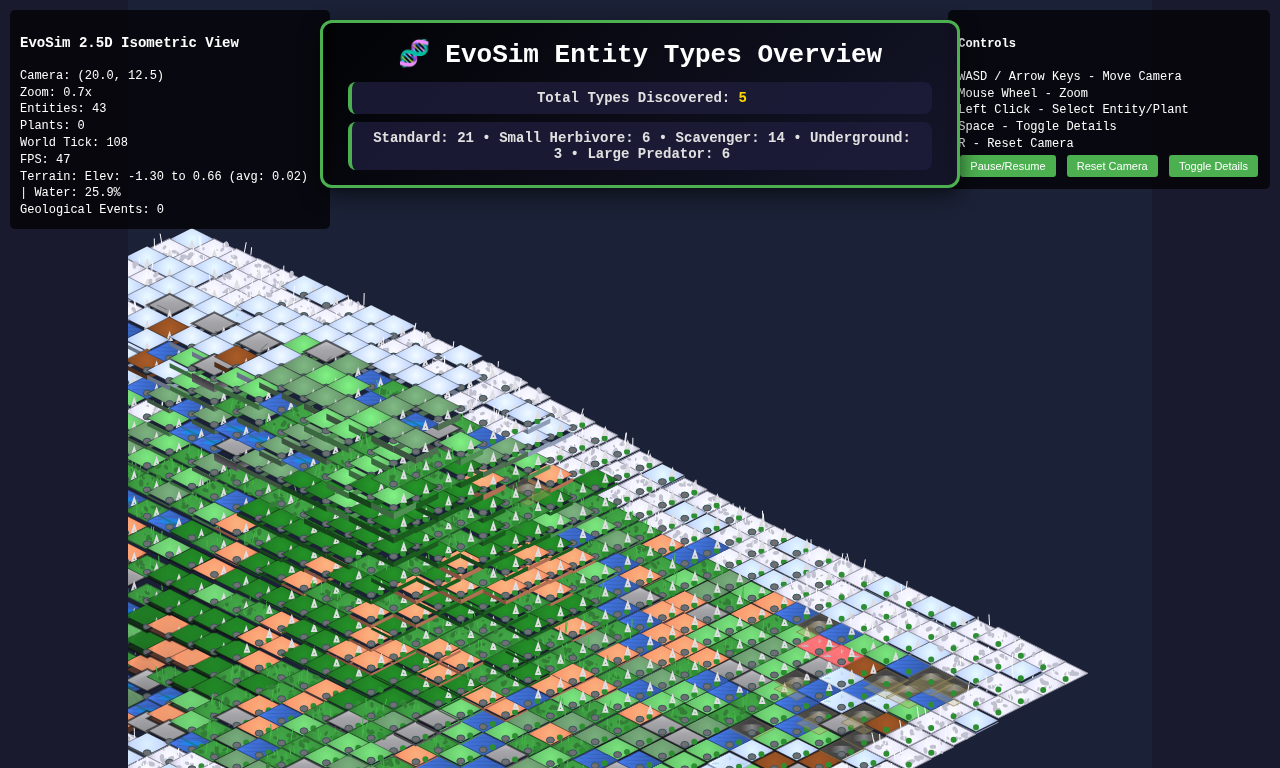 EvoSim 2.5D Isometric View
Camera: (20.0, 12.5)
Zoom: 0.7x
Entities: 43
Plants: 0
World Tick: 108
FPS: 47
Terrain: Elev: -1.30 to 0.66 (avg: 0.02)
| Water: 25.9%
Geological Events: 0
🧬 EvoSim Entity Types Overview
Total Types Discovered: 5
Standard: 21 • Small Herbivore: 6 • Scavenger: 14 • Underground:
3 • Large Predator: 6
Controls
WASD / Arrow Keys - Move Camera
Mouse Wheel - Zoom
Left Click - Select Entity/Plant
Space - Toggle Details
R - Reset Camera
Pause/Resume Reset Camera Toggle Details